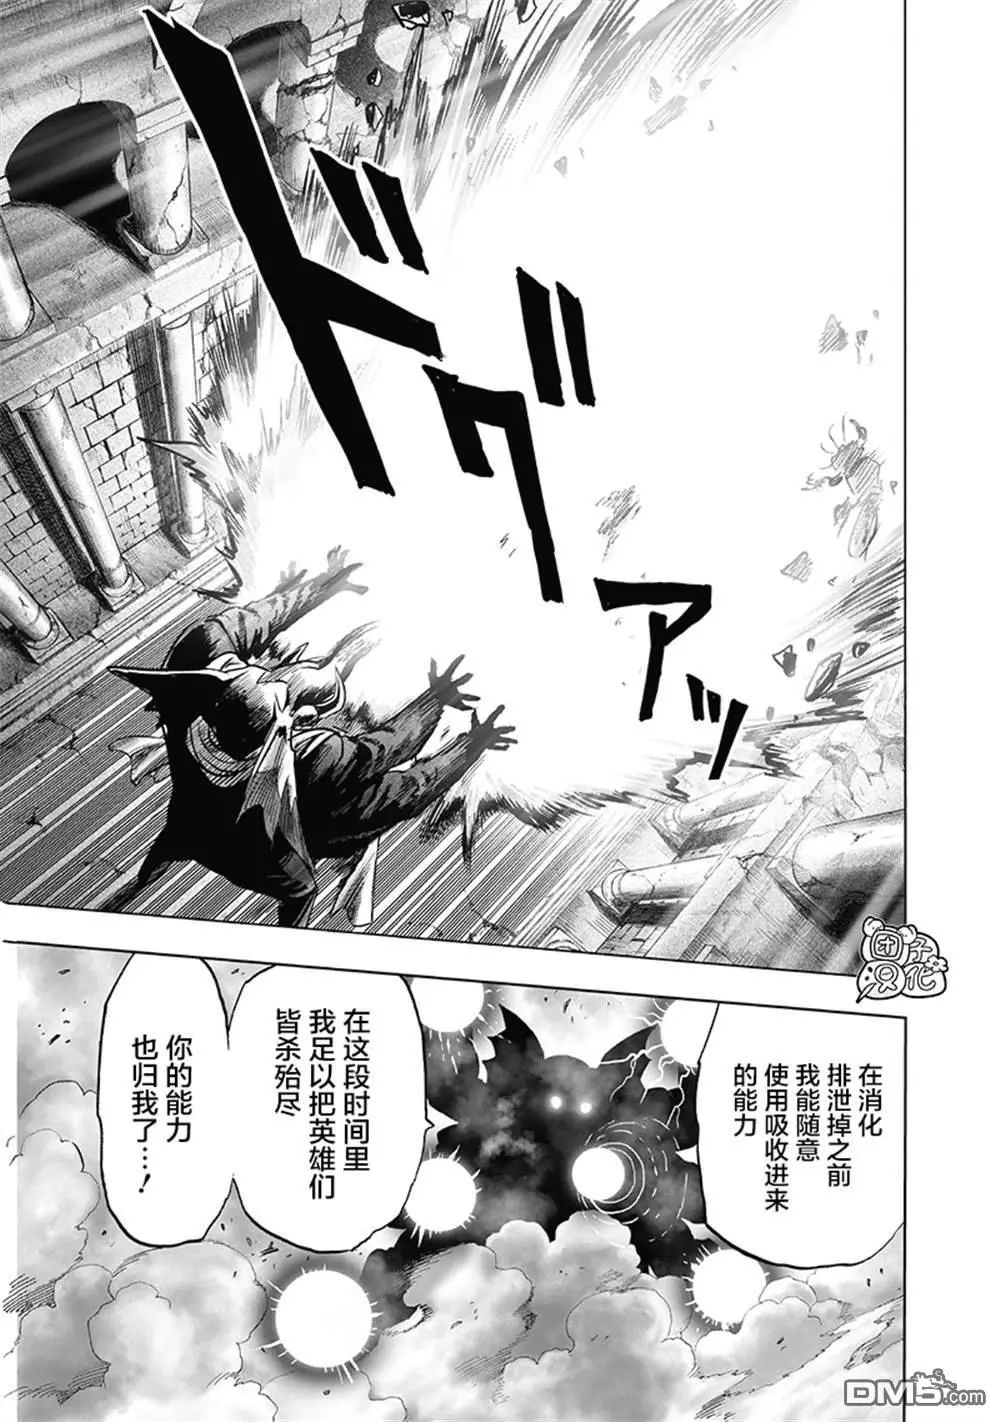 ドグァッ
团子
汉化
在消化
排泄掉之前
我能随意
使用吸收进来
的能力
在这段时间里
我足以把英雄们
皆杀殆尽
你的能力
也归我了……!
DM5.com